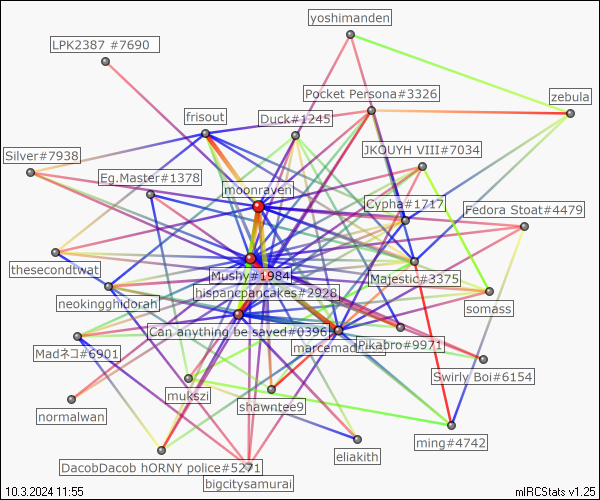 yoshimanden
LPK2387 #7690
Pocket Persona#3326
zebula
frisout
Duck#1245
Silver#7938
JKOUYH VIII#7034
Eg.Master#1378
moonraven
Cypha#1717
Fedora Stoat#4479
thesecondtwat
Mushy#1984
Majestic#3375
hispancpancakes#2928
neokingghidorah
somass
Can anything be saved#0396
Madネコ#6901
Pikabro#9971
Swirly Boi#6154
mukszi
shawntee9
normalwan
ming#4742
eliakith
DacobDacob hORNY police#5271
bigcitysamurai
10.3.2024 11:55
mIRCStats v1.25